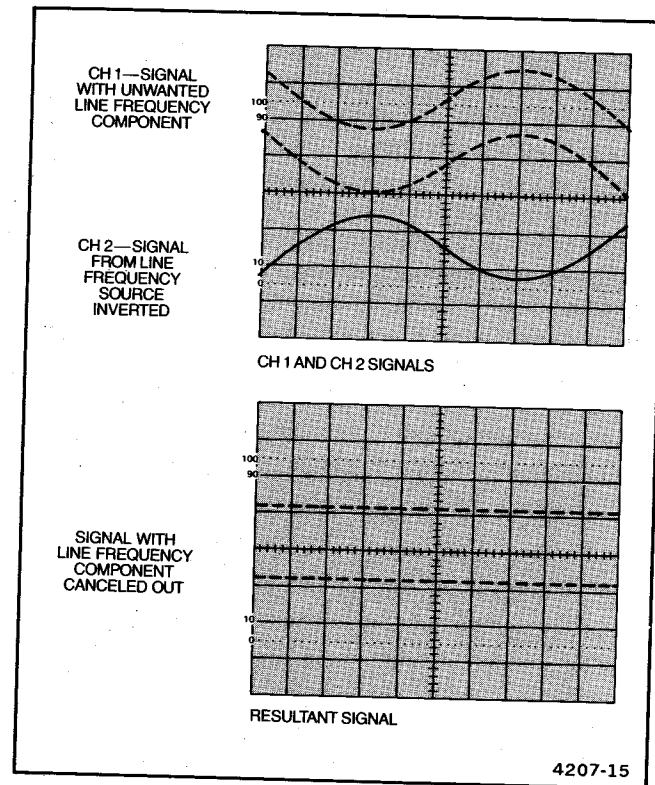 CH 1—SIGNAL
WITH UNWANTED
LINE FREQUENCY
COMPONENT
100
90
CH 2—SIGNAL
FROM LINE
FREQUENCY
SOURCE
INVERTED
10
0
CH 1 AND CH 2 SIGNALS
100
90
SIGNAL WITH
LINE FREQUENCY
COMPONENT
CANCELED OUT
10
0
RESULTANT SIGNAL
4207-15